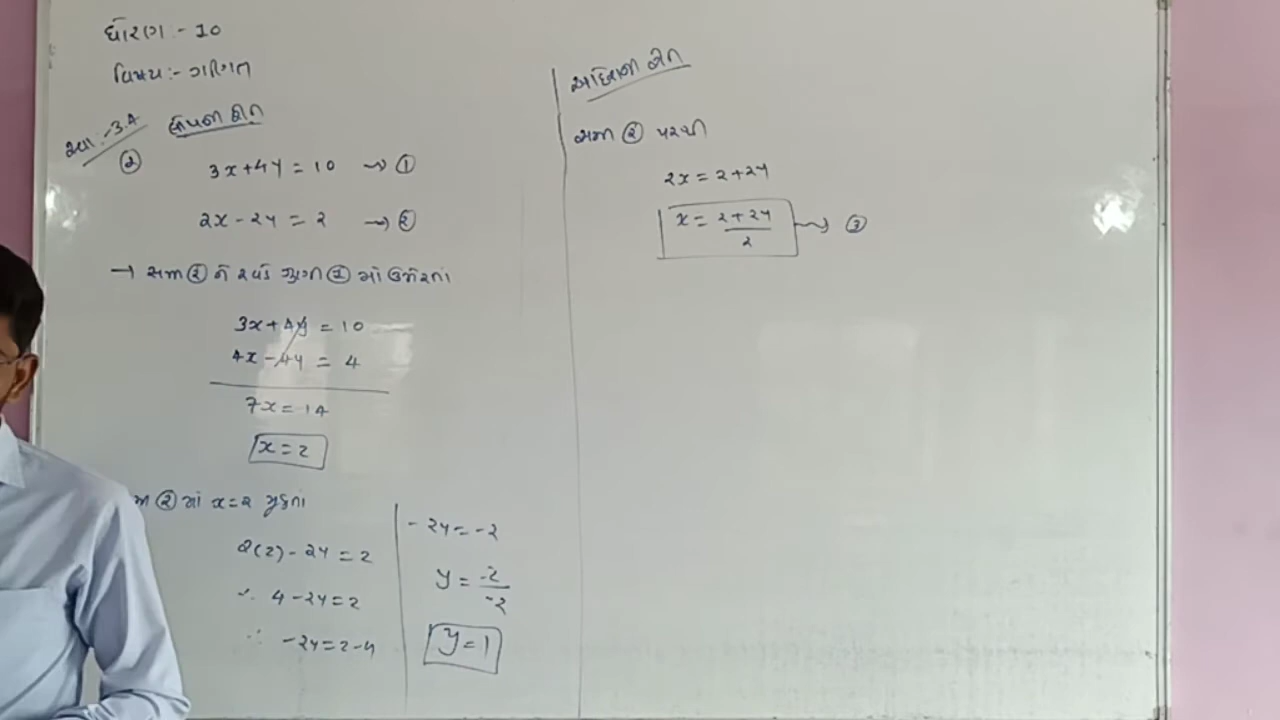 ધોરણ :- 10
વિષય :- ગણિત
સ્વા :- 3.4
લોપની રીત
②
3x + 4y = 10 → ①
2x - 2y = 2 → ②
→ સમી ② ને 2 વડે ગુણી ① માં ઉમેરતાં
3x + 4y = 10
4x - 4y = 4
7x = 14
x = 2
② માં x = 2 મુકતાં
2(2) - 2y = 2
∴ 4 - 2y = 2
∴ -2y = 2 - 4
- 2y = -2
y = -2/-2
y = 1
આદેશની રીત
સમી ② પરથી
2x = 2 + 2y
x = 2 + 2y / 2 → ③